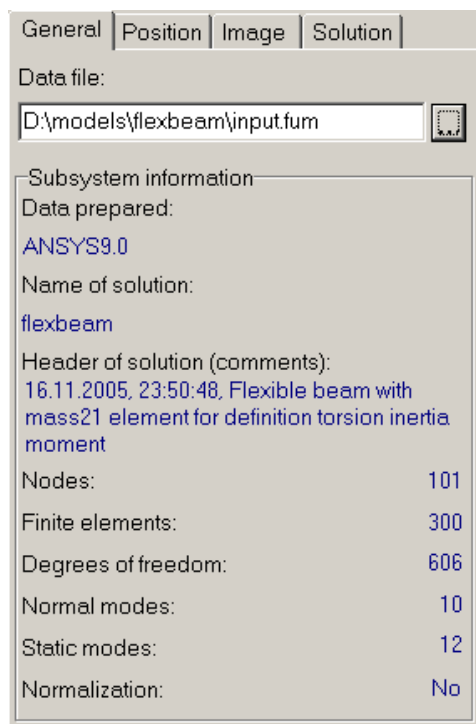 General Position Image Solution
Data file:
D:\models\flexbeam\input.fum ...
Subsystem information
Data prepared:
ANSYS9.0
Name of solution:
flexbeam
Header of solution (comments):
16.11.2005, 23:50:48, Flexible beam with
mass21 element for definition torsion inertia
moment
Nodes: 101
Finite elements: 300
Degrees of freedom: 606
Normal modes: 10
Static modes: 12
Normalization: No